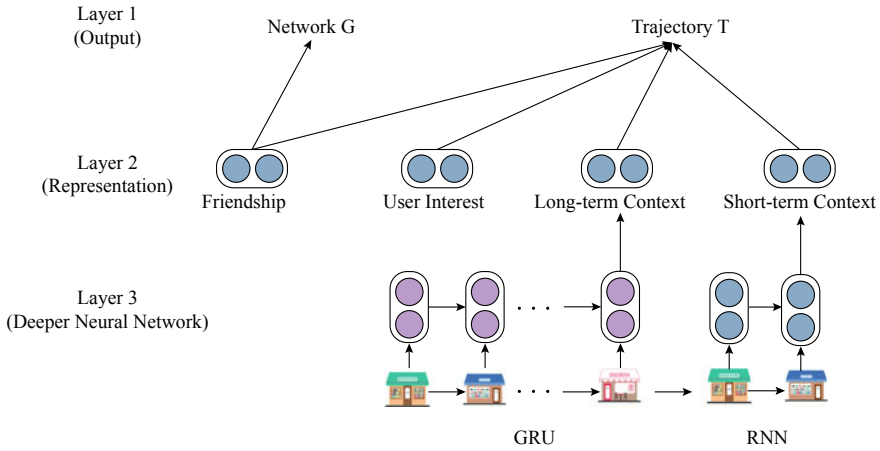 Layer 1
(Output)
Network G
Trajectory T
Layer 2
(Representation)
Friendship
User Interest
Long-term Context
Short-term Context
Layer 3
(Deeper Neural Network)
GRU
RNN